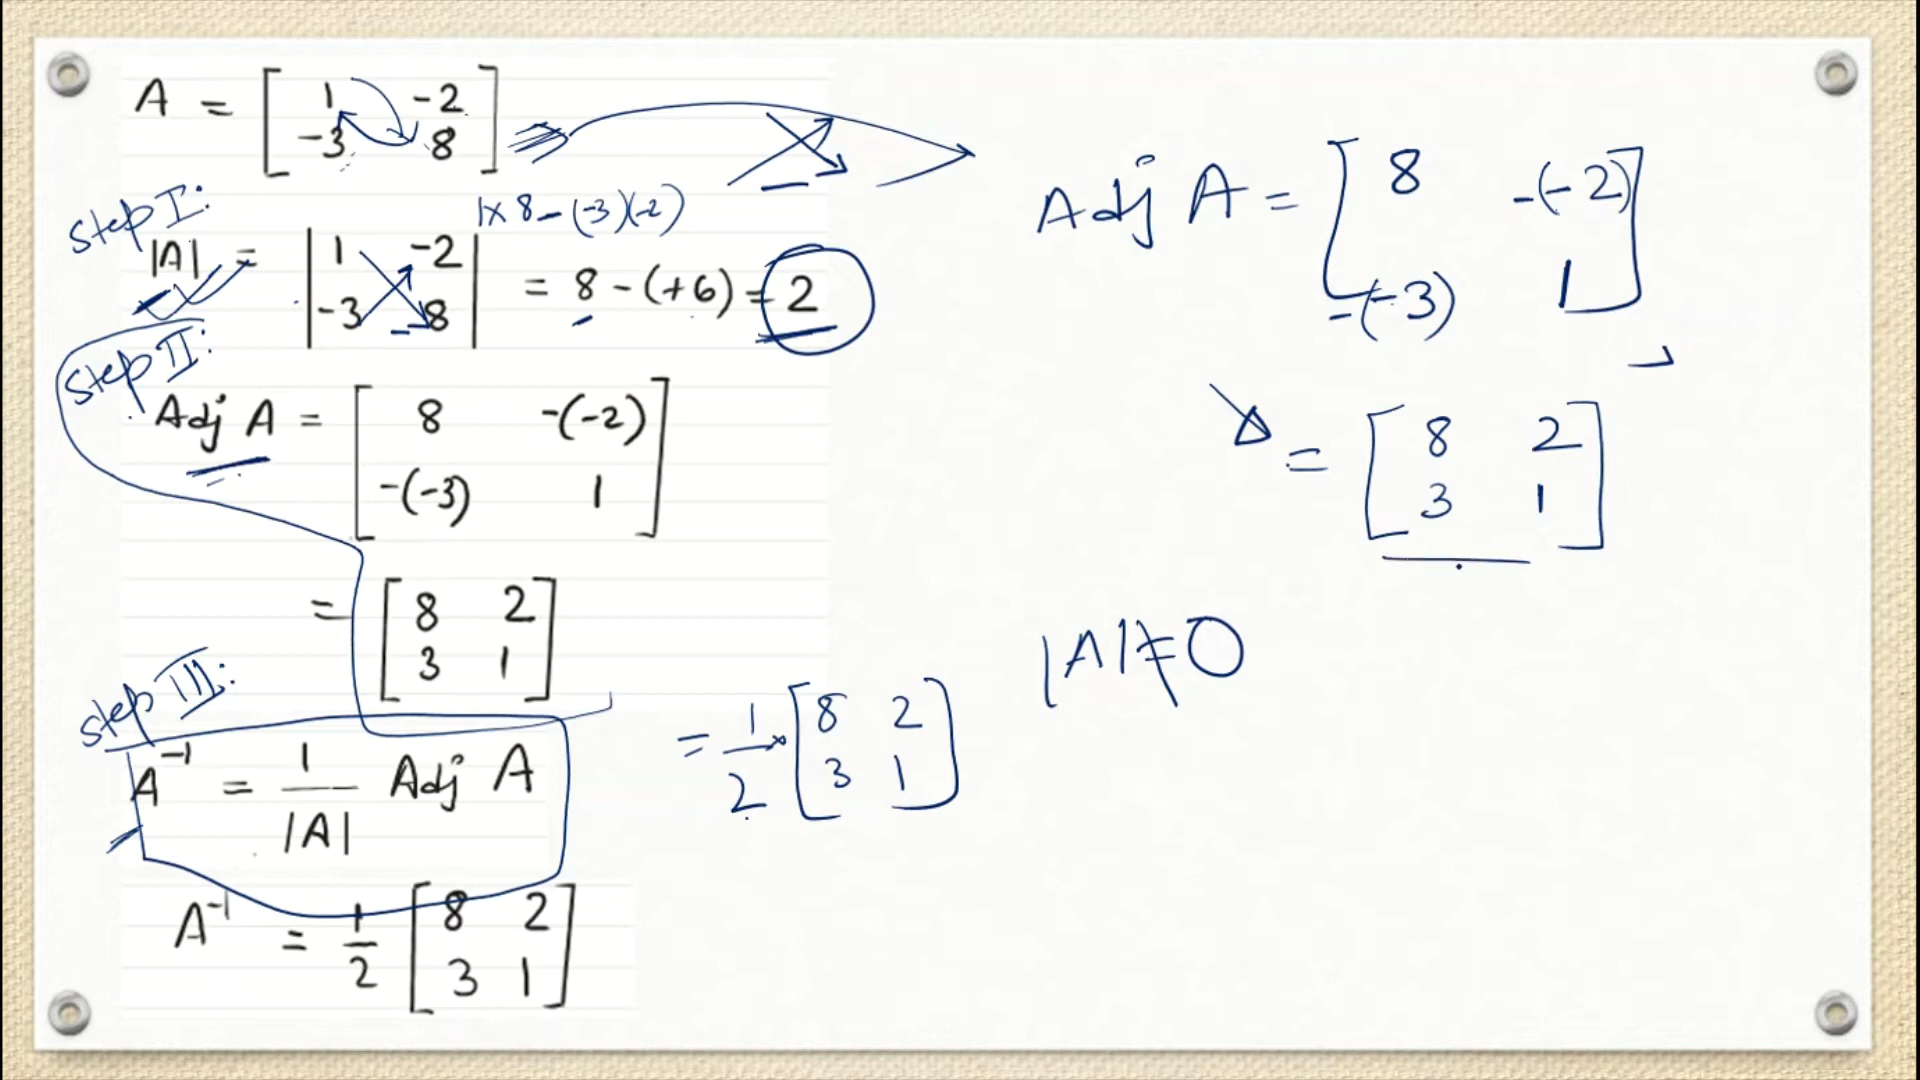 A = [ 1 -2
-3 8 ]
Step I:
1 × 8 - (-3)(-2)
|A| = | 1 -2
-3 8 | = 8 - (+6) = 2
Step II:
Adj A = [ 8 -(-2)
-(-3) 1 ]
= [ 8 2
3 1 ]
Step III:
A⁻¹ = 1/|A| Adj A
= 1/2 × [ 8 2
3 1 ]
A⁻¹ = 1/2 [ 8 2
3 1 ]
Adj A = [ 8 -(-2)
-(-3) 1 ]
= [ 8 2
3 1 ]
|A| ≠ 0